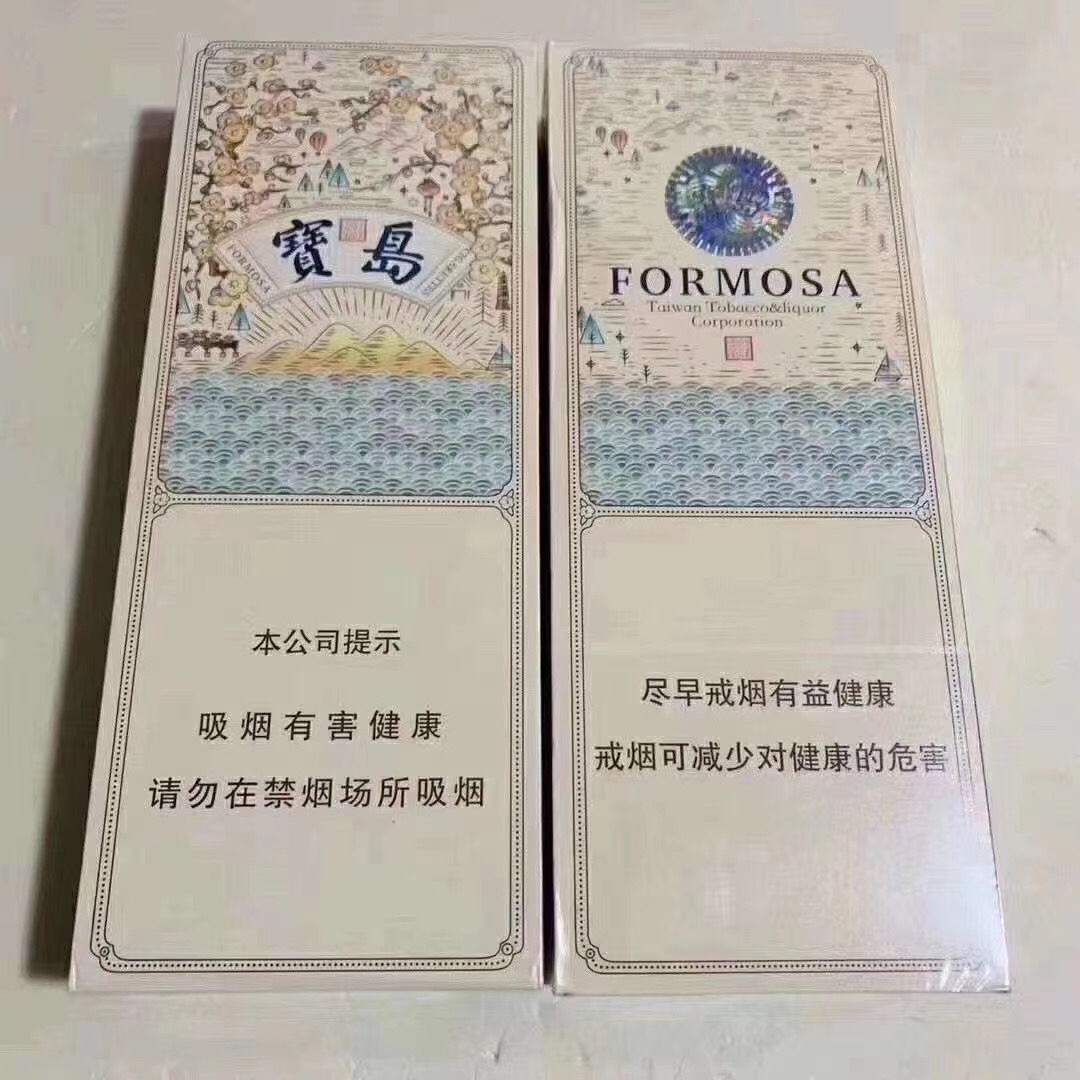 寶島
FORMOSA
本公司提示
吸烟有害健康
请勿在禁烟场所吸烟
FORMOSA
Taiwan Tobacco&liquor
Corporation
尽早戒烟有益健康
戒烟可减少对健康的危害